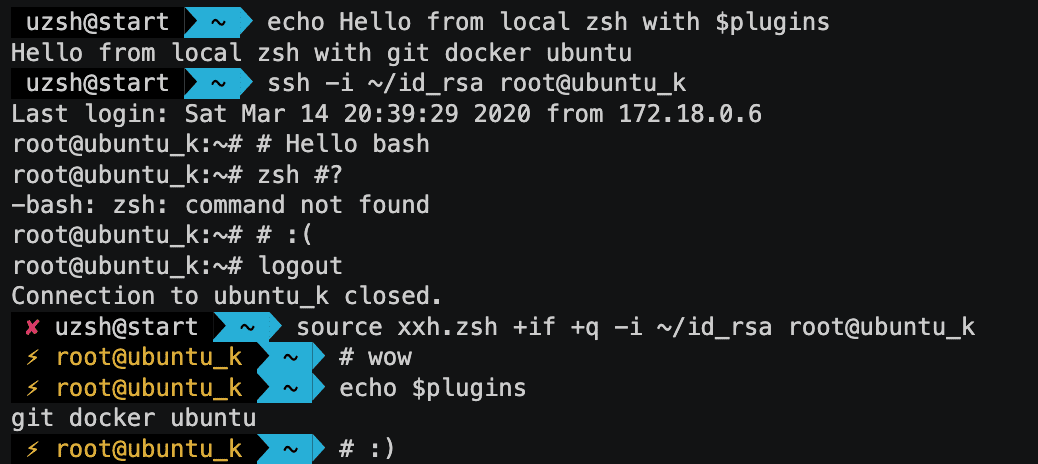 uzsh@start ~ echo Hello from local zsh with $plugins
Hello from local zsh with git docker ubuntu
uzsh@start ~ ssh -i ~/id_rsa root@ubuntu_k
Last login: Sat Mar 14 20:39:29 2020 from 172.18.0.6
root@ubuntu_k:~# # Hello bash
root@ubuntu_k:~# zsh #?
-bash: zsh: command not found
root@ubuntu_k:~# # :(
root@ubuntu_k:~# logout
Connection to ubuntu_k closed.
✘ uzsh@start ~ source xxh.zsh +if +q -i ~/id_rsa root@ubuntu_k
⚡ root@ubuntu_k ~ # wow
⚡ root@ubuntu_k ~ echo $plugins
git docker ubuntu
⚡ root@ubuntu_k ~ # :)